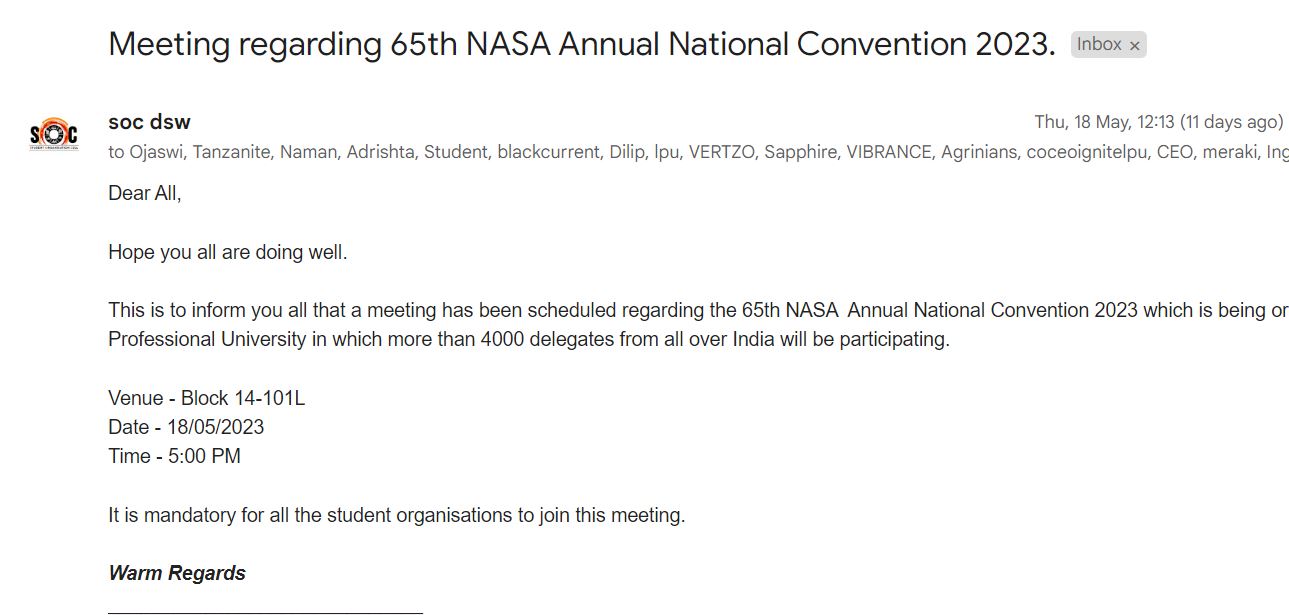 Meeting regarding 65th NASA Annual National Convention 2023. Inbox ×
SOC
soc dsw Thu, 18 May, 12:13 (11 days ago)
to Ojaswi, Tanzanite, Naman, Adrishta, Student, blackcurrent, Dilip, lpu, VERTZO, Sapphire, VIBRANCE, Agrinians, coceoignitelpu, CEO, meraki, Ing
Dear All,
Hope you all are doing well.
This is to inform you all that a meeting has been scheduled regarding the 65th NASA  Annual National Convention 2023 which is being or
Professional University in which more than 4000 delegates from all over India will be participating.
Venue - Block 14-101L
Date - 18/05/2023
Time - 5:00 PM
It is mandatory for all the student organisations to join this meeting.
Warm Regards